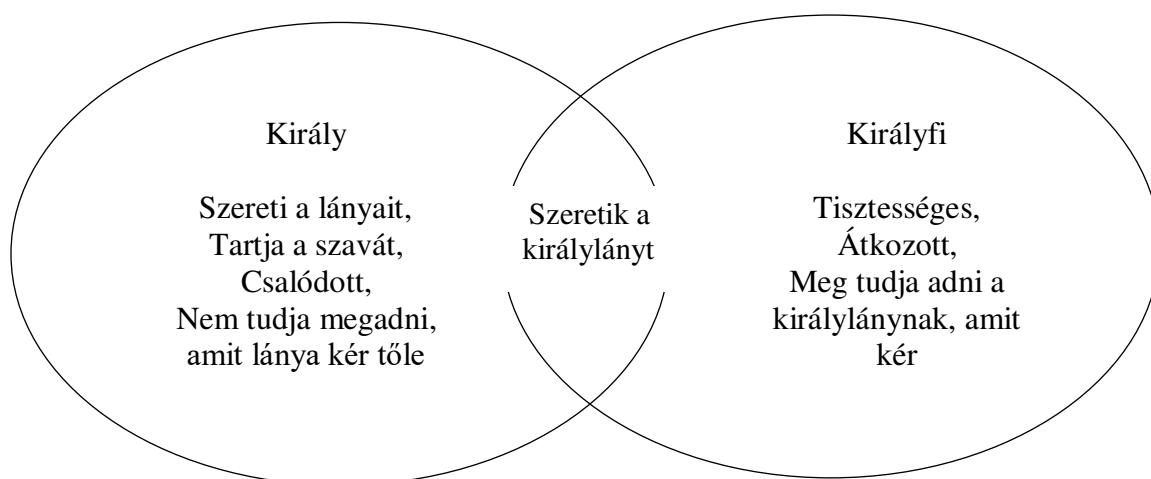 Király
Szereti a lányait,
Tartja a szavát,
Csalódott,
Nem tudja megadni,
amit lánya kér tőle
Szeretik a
királylányt
Királyfi
Tisztességes,
Átkozott,
Meg tudja adni a
királylánynak, amit
kér